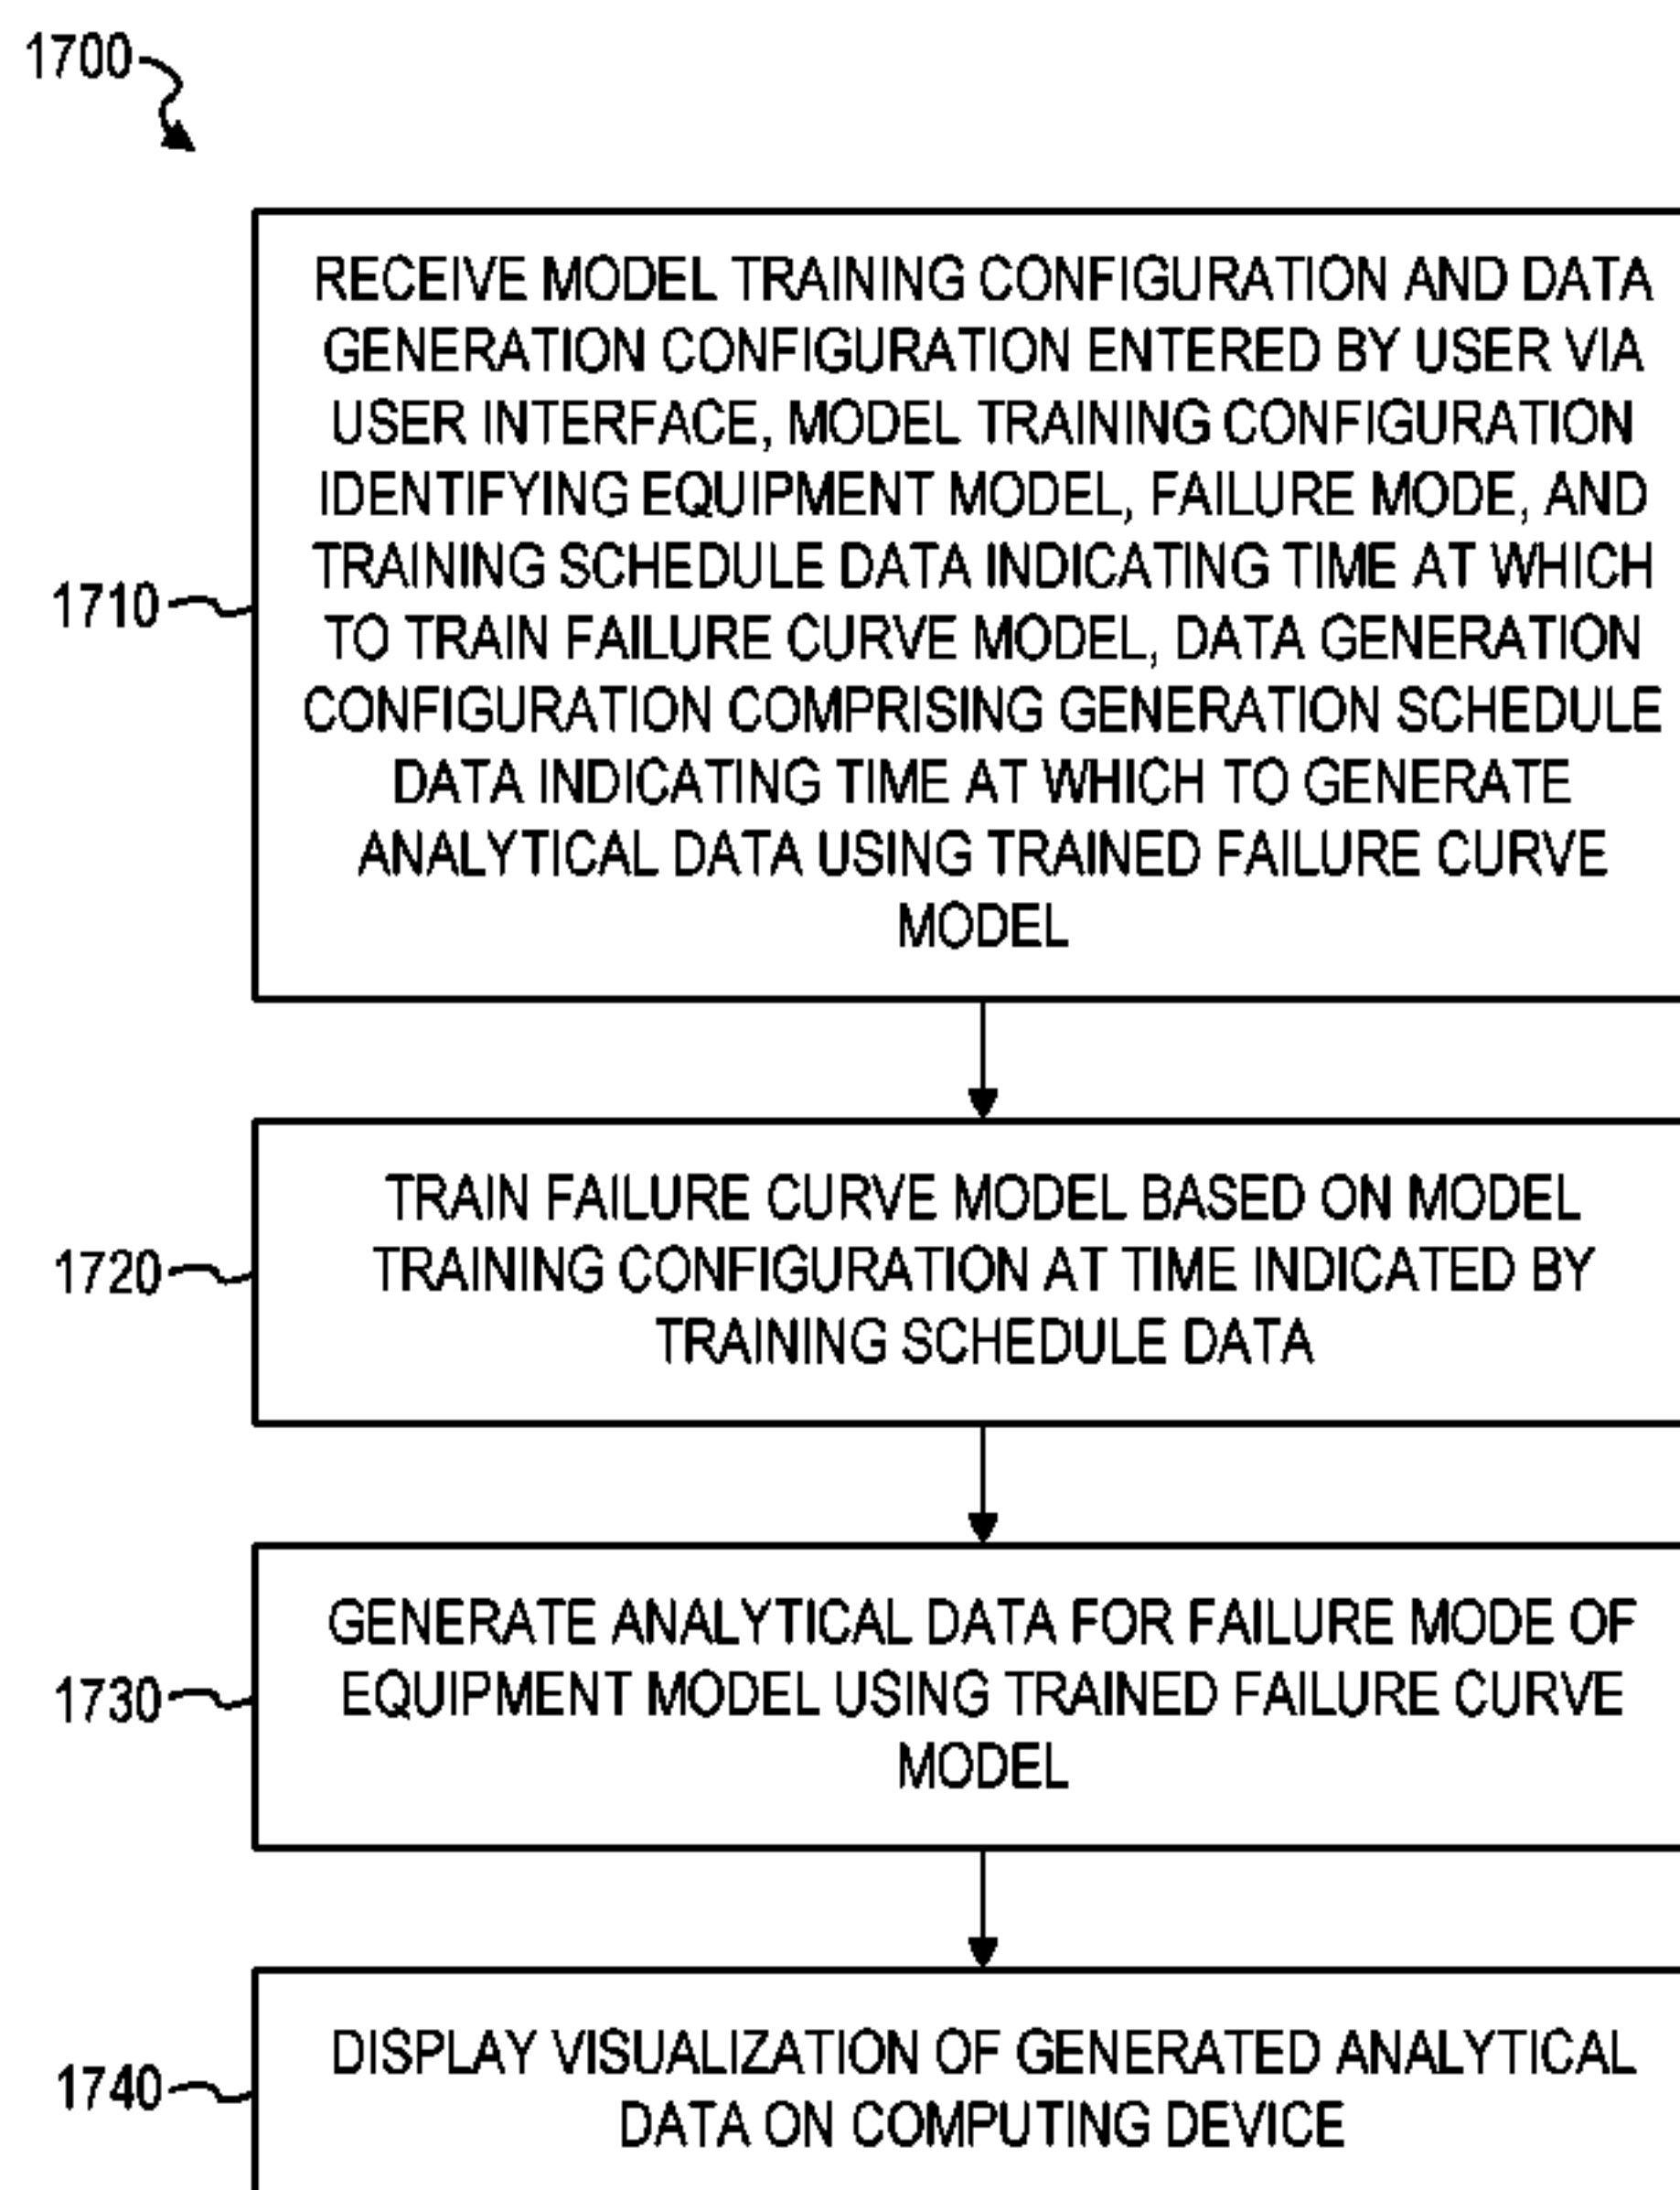 1700
RECEIVE MODEL TRAINING CONFIGURATION AND DATA
GENERATION CONFIGURATION ENTERED BY USER VIA
USER INTERFACE, MODEL TRAINING CONFIGURATION
IDENTIFYING EQUIPMENT MODEL, FAILURE MODE, AND
TRAINING SCHEDULE DATA INDICATING TIME AT WHICH
TO TRAIN FAILURE CURVE MODEL, DATA GENERATION
CONFIGURATION COMPRISING GENERATION SCHEDULE
DATA INDICATING TIME AT WHICH TO GENERATE
ANALYTICAL DATA USING TRAINED FAILURE CURVE
MODEL
1710
TRAIN FAILURE CURVE MODEL BASED ON MODEL
TRAINING CONFIGURATION AT TIME INDICATED BY
TRAINING SCHEDULE DATA
1720
GENERATE ANALYTICAL DATA FOR FAILURE MODE OF
EQUIPMENT MODEL USING TRAINED FAILURE CURVE
MODEL
1730
DISPLAY VISUALIZATION OF GENERATED ANALYTICAL
DATA ON COMPUTING DEVICE
1740